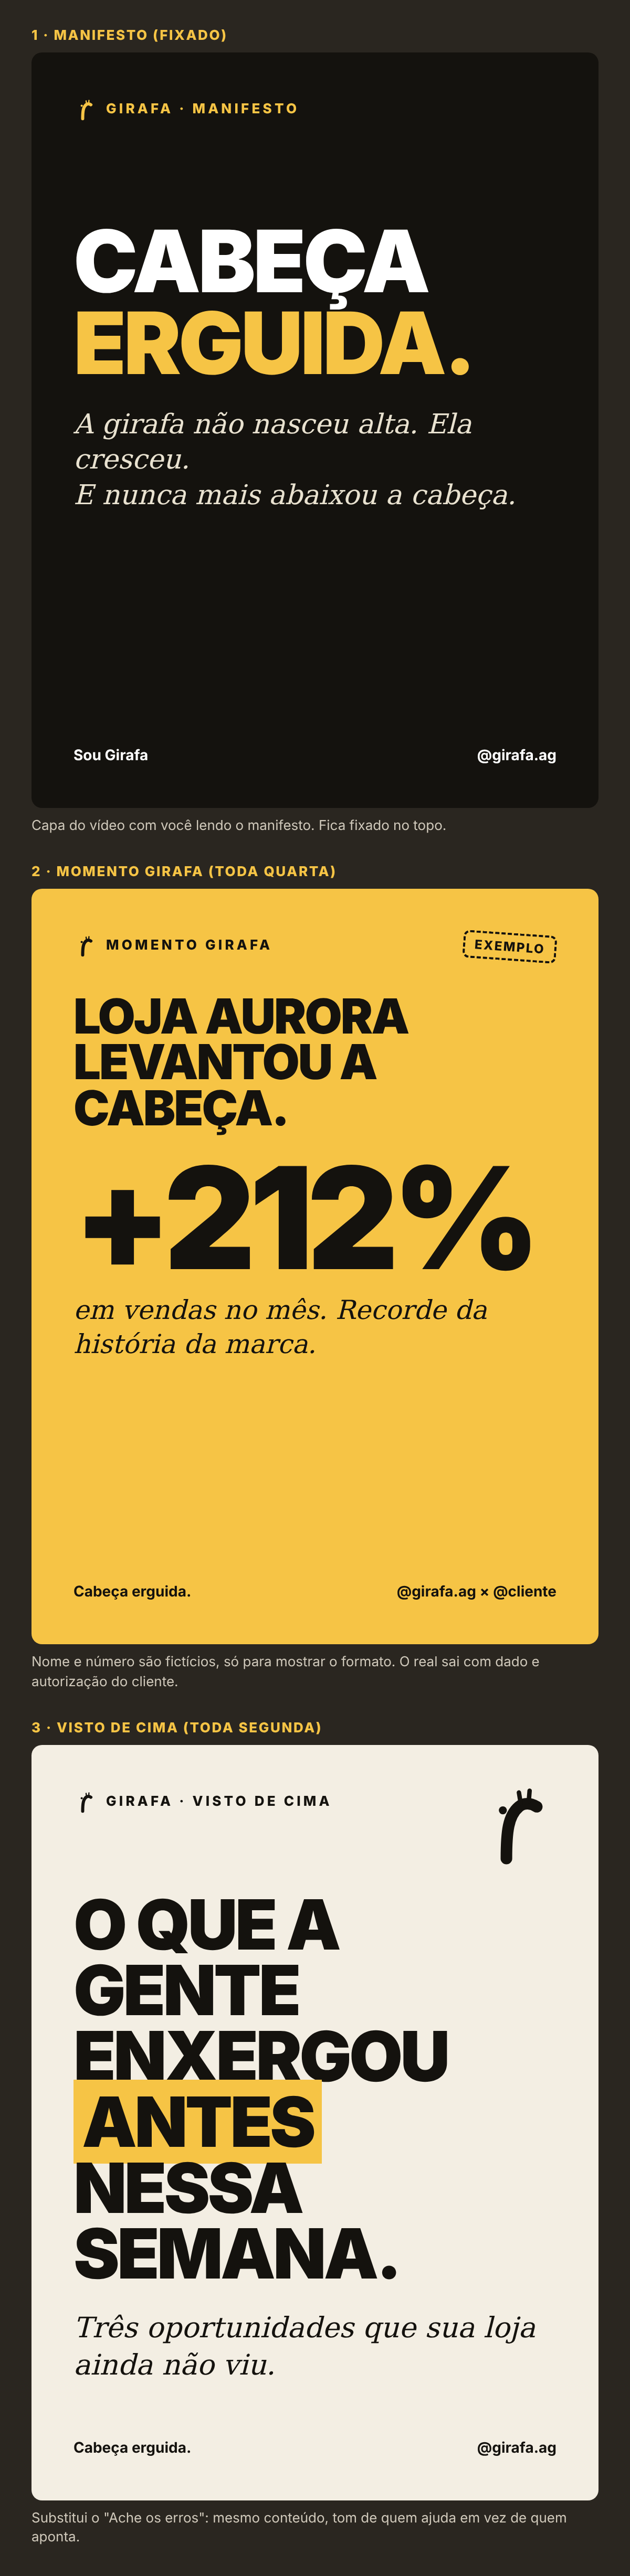 1 · MANIFESTO (FIXADO)
GIRAFA · MANIFESTO
CABEÇA
ERGUIDA.
A girafa não nasceu alta. Ela
cresceu.
E nunca mais abaixou a cabeça.
Sou Girafa
@girafa.ag
Capa do vídeo com você lendo o manifesto. Fica fixado no topo.
2 · MOMENTO GIRAFA (TODA QUARTA)
MOMENTO GIRAFA
EXEMPLO
LOJA AURORA
LEVANTOU A
CABEÇA.
+212%
em vendas no mês. Recorde da
história da marca.
Cabeça erguida.
@girafa.ag × @cliente
Nome e número são fictícios, só para mostrar o formato. O real sai com dado e
autorização do cliente.
3 · VISTO DE CIMA (TODA SEGUNDA)
GIRAFA · VISTO DE CIMA
O QUE A
GENTE
ENXERGOU
ANTES
NESSA
SEMANA.
Três oportunidades que sua loja
ainda não viu.
Cabeça erguida.
@girafa.ag
Substitui o "Ache os erros": mesmo conteúdo, tom de quem ajuda em vez de quem
aponta.